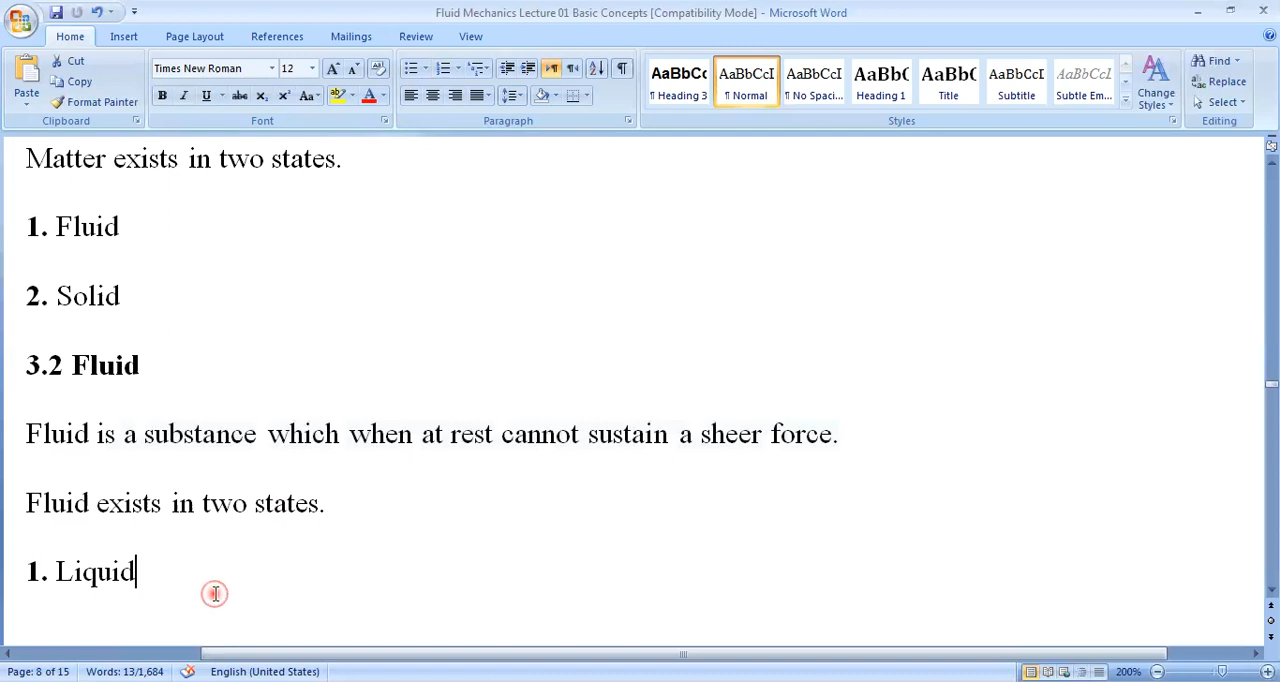 Fluid Mechanics Lecture 01 Basic Concepts [Compatibility Mode] - Microsoft Word
Home Insert Page Layout References Mailings Review View
Paste
Cut
Copy
Format Painter
Clipboard
Times New Roman 12
B I U abc X₂ X² Aa A
Font
Paragraph
AaBbCc AaBbCcI AaBbCcI AaBbC AaBbC AaBbCcI AaBbCcI
¶ Heading 3 ¶ Normal ¶ No Spaci... Heading 1 Title Subtitle Subtle Em...
Change Styles
Styles
Find
Replace
Select
Editing
Matter exists in two states.
1. Fluid
2. Solid
3.2 Fluid
Fluid is a substance which when at rest cannot sustain a sheer force.
Fluid exists in two states.
1. Liquid
Page: 8 of 15 Words: 13/1,684 English (United States) 200%